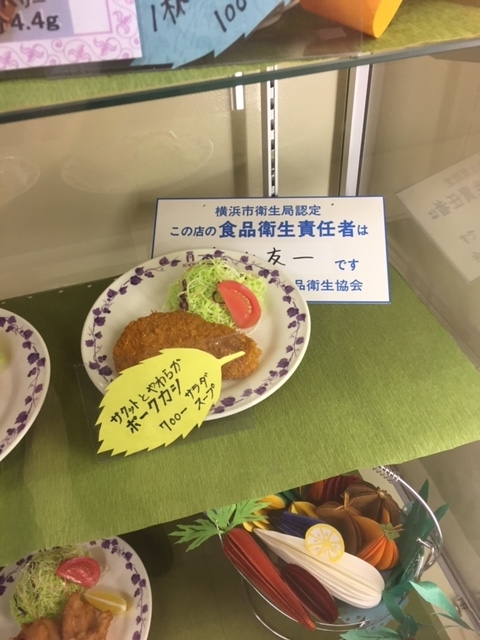 4.4g
1杯
100
横浜市衛生局認定
この店の食品衛生責任者は
友一 です
品衛生協会
サクットとやわらか
ポークカツ
700ー サラダ
スープ